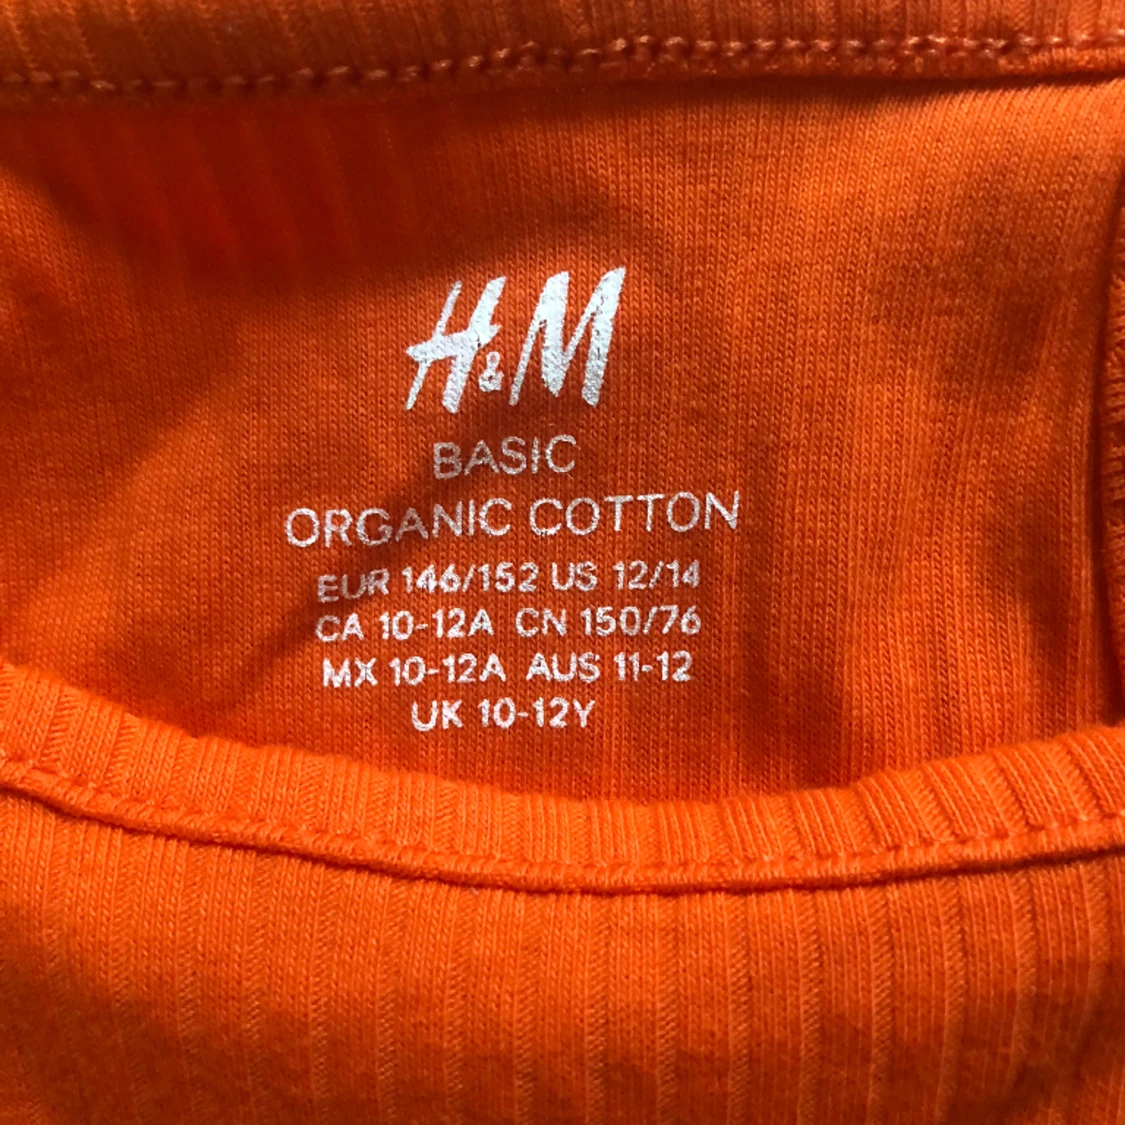 H&M
BASIC
ORGANIC COTTON
EUR 146/152 US 12/14
CA 10-12A CN 150/76
MX 10-12A AUS 11-12
UK 10-12Y